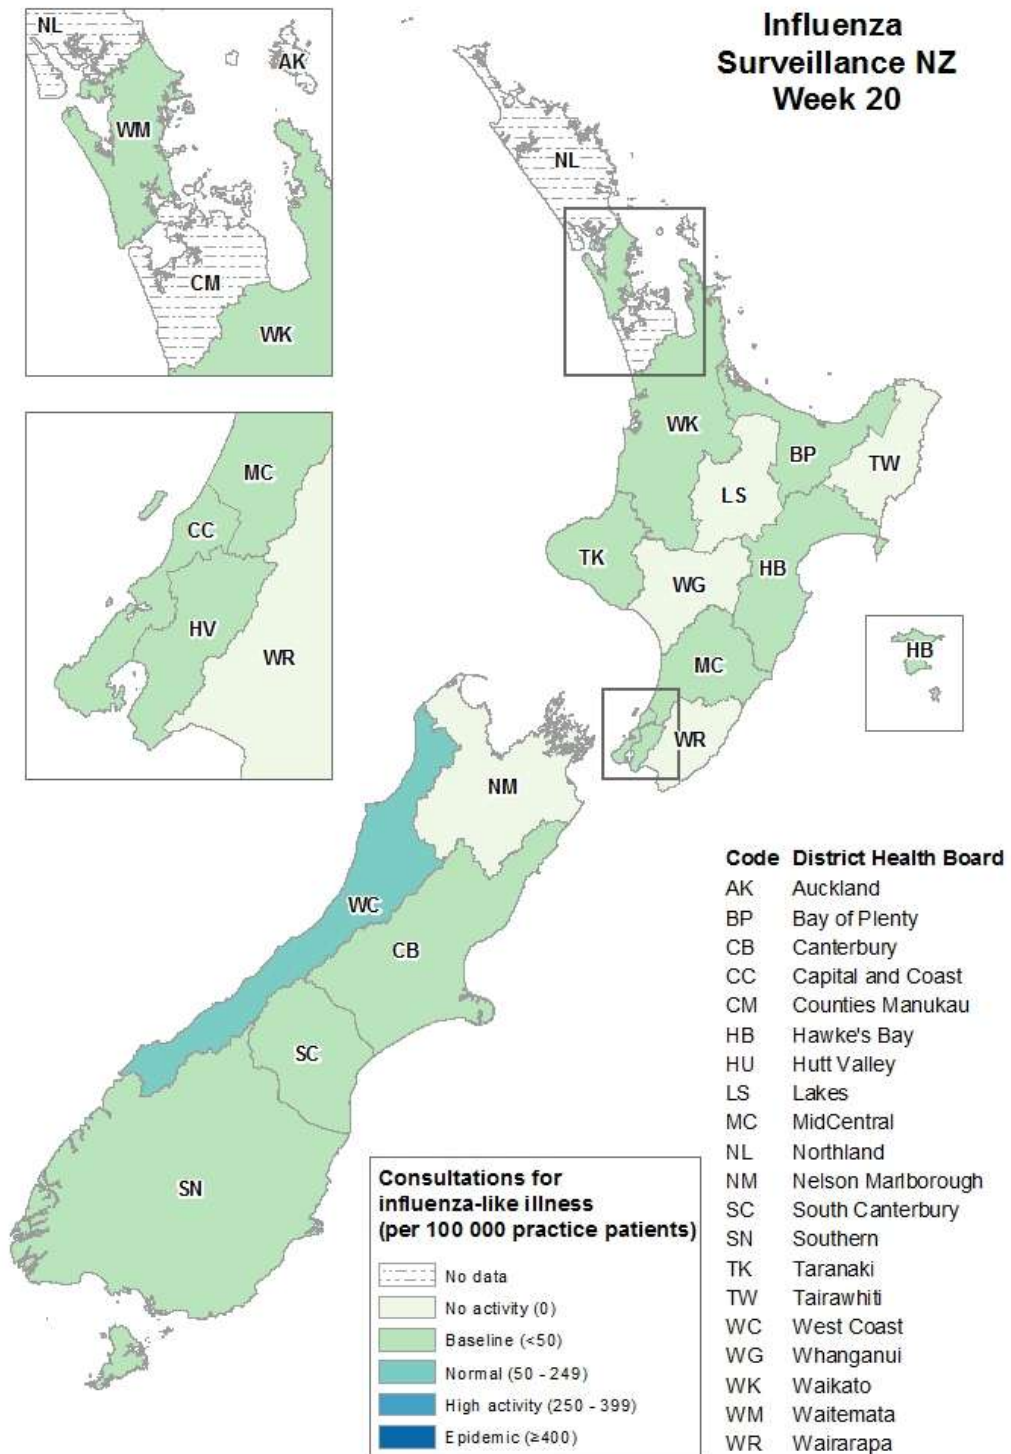 Influenza
Surveillance NZ
Week 20
NL
AK
WM
CM
WK
MC
CC
HV
WR
NL
WK
BP
TW
LS
TK
WG
HB
MC
WR
HB
NM
WC
CB
SC
SN
Code District Health Board
AK Auckland
BP Bay of Plenty
CB Canterbury
CC Capital and Coast
CM Counties Manukau
HB Hawke's Bay
HU Hutt Valley
LS Lakes
MC MidCentral
NL Northland
NM Nelson Marlborough
SC South Canterbury
SN Southern
TK Taranaki
TW Tairawhiti
WC West Coast
WG Whanganui
WK Waikato
WM Waitemata
WR Wairarapa
Consultations for
influenza-like illness
(per 100 000 practice patients)
No data
No activity (0)
Baseline (<50)
Normal (50 - 249)
High activity (250 - 399)
Epidemic (≥400)